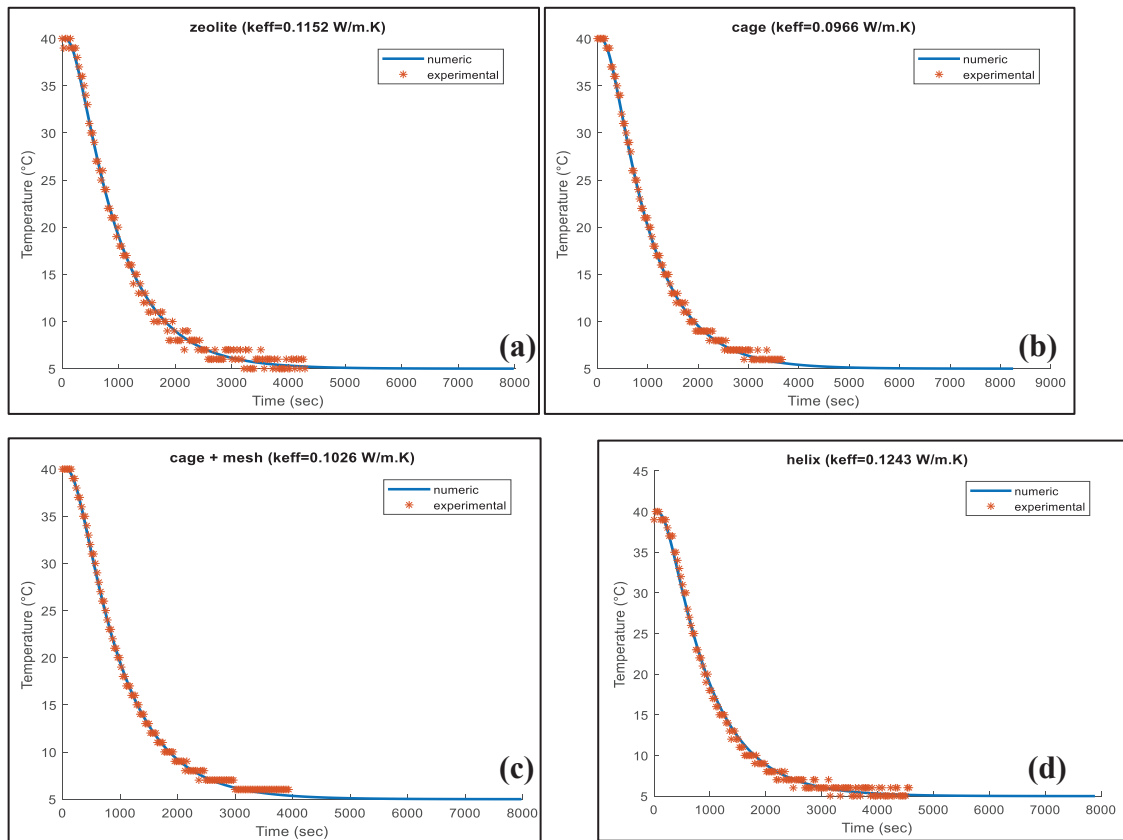 zeolite (keff=0.1152 W/m.K)
40
35
30
25
20
15
10
5
Temperature (°C)
numeric
experimental
(a)
0 1000 2000 3000 4000 5000 6000 7000 8000
Time (sec)
cage (keff=0.0966 W/m.K)
40
35
30
25
20
15
10
5
Temperature (°C)
numeric
experimental
(b)
0 1000 2000 3000 4000 5000 6000 7000 8000 9000
Time (sec)
cage + mesh (keff=0.1026 W/m.K)
40
35
30
25
20
15
10
5
Temperature (°C)
numeric
experimental
(c)
0 1000 2000 3000 4000 5000 6000 7000 8000
Time (sec)
helix (keff=0.1243 W/m.K)
45
40
35
30
25
20
15
10
5
0
Temperature (°C)
numeric
experimental
(d)
0 1000 2000 3000 4000 5000 6000 7000 8000
Time (sec)